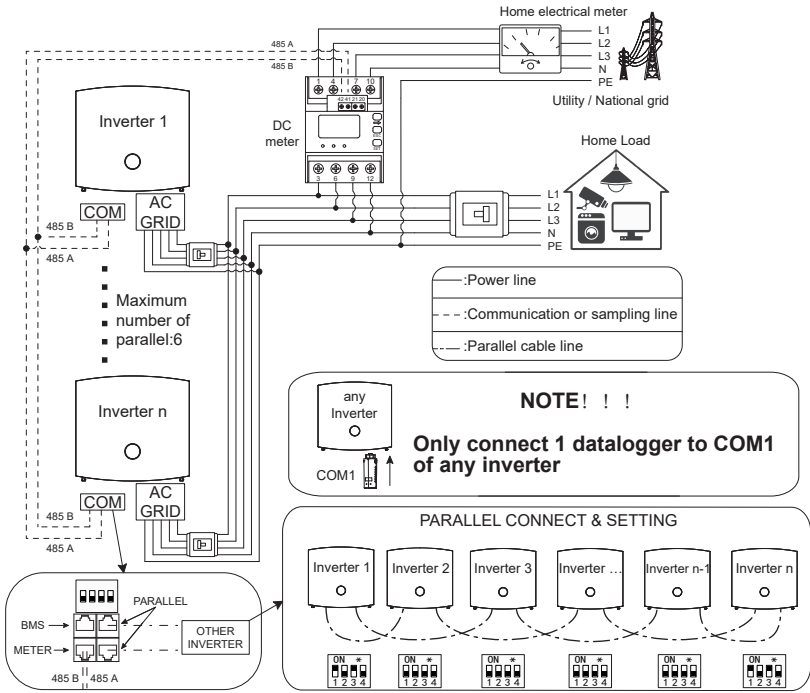 Home electrical meter
L1
L2
L3
N
PE
Utility / National grid
485 A
485 B
1 4 7 10
42 41 21 20
DC
meter
3 6 9 12
Inverter 1
COM
AC
GRID
485 B
485 A
Home Load
L1
L2
L3
N
PE
Maximum
number of
parallel:6
:Power line
:Communication or sampling line
:Parallel cable line
Inverter n
COM
AC
GRID
485 B
485 A
any
Inverter
COM1
NOTE! ! !
Only connect 1 datalogger to COM1
of any inverter
PARALLEL CONNECT & SETTING
Inverter 1
Inverter 2
Inverter 3
Inverter ...
Inverter n-1
Inverter n
ON *
1 2 3 4
ON *
1 2 3 4
ON *
1 2 3 4
ON *
1 2 3 4
ON *
1 2 3 4
ON *
1 2 3 4
PARALLEL
BMS
METER
OTHER
INVERTER
485 B 485 A